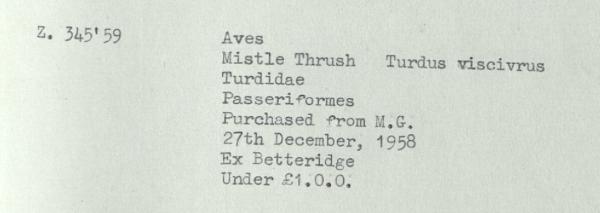 Z. 345'59
Aves
Mistle Thrush Turdus viscivrus
Turdidae
Passeriformes
Purchased from M.G.
27th December, 1958
Ex Betteridge
Under £1.0.0.